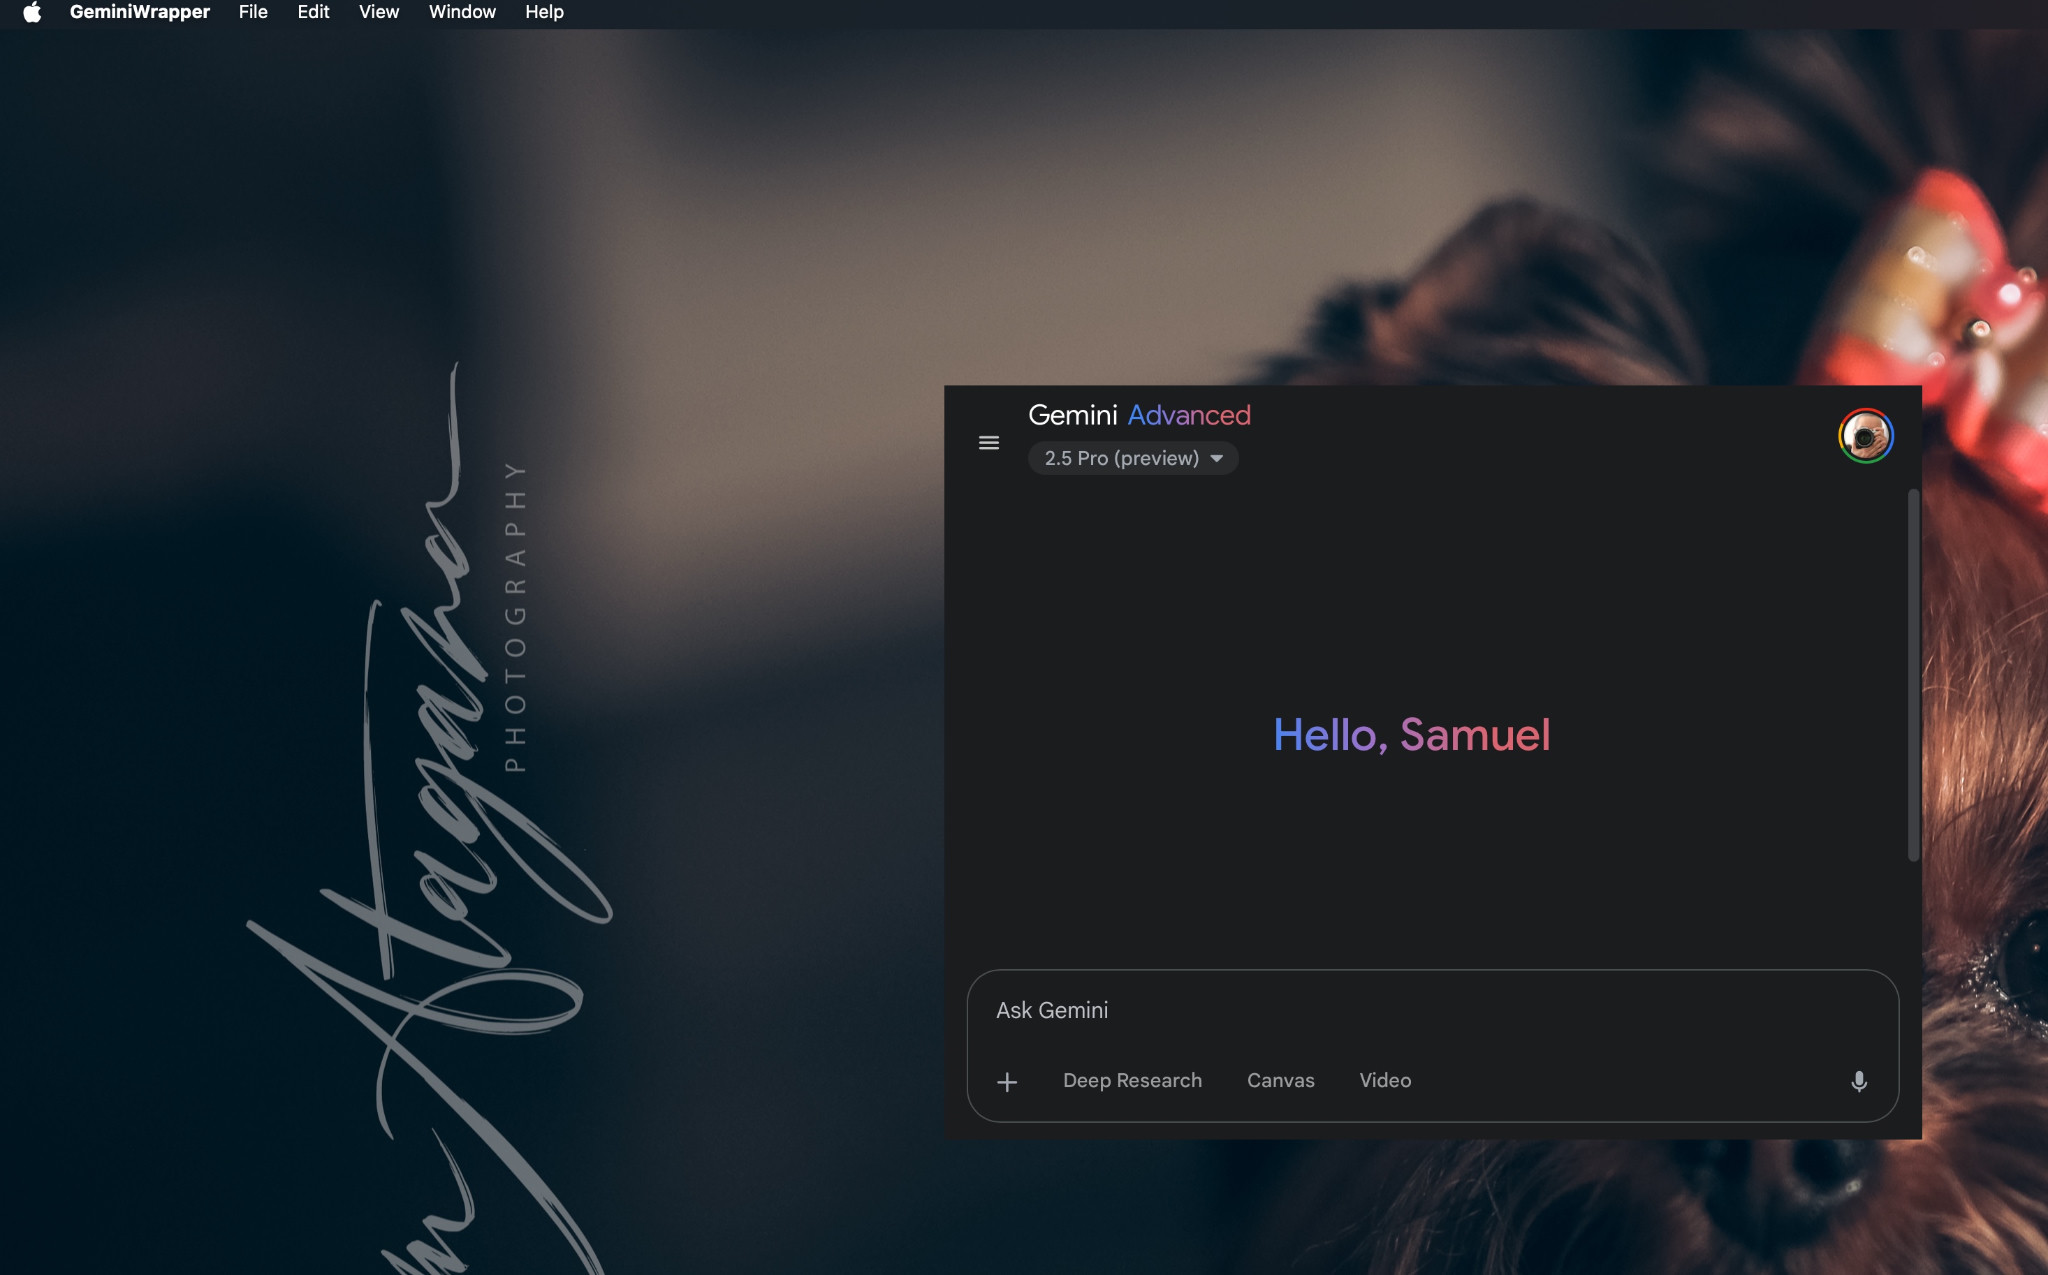 GeminiWrapper File Edit View Window Help
Gemini Advanced
2.5 Pro (preview)
Hello, Samuel
Ask Gemini
Deep Research Canvas Video
PHOTOGRAPHY